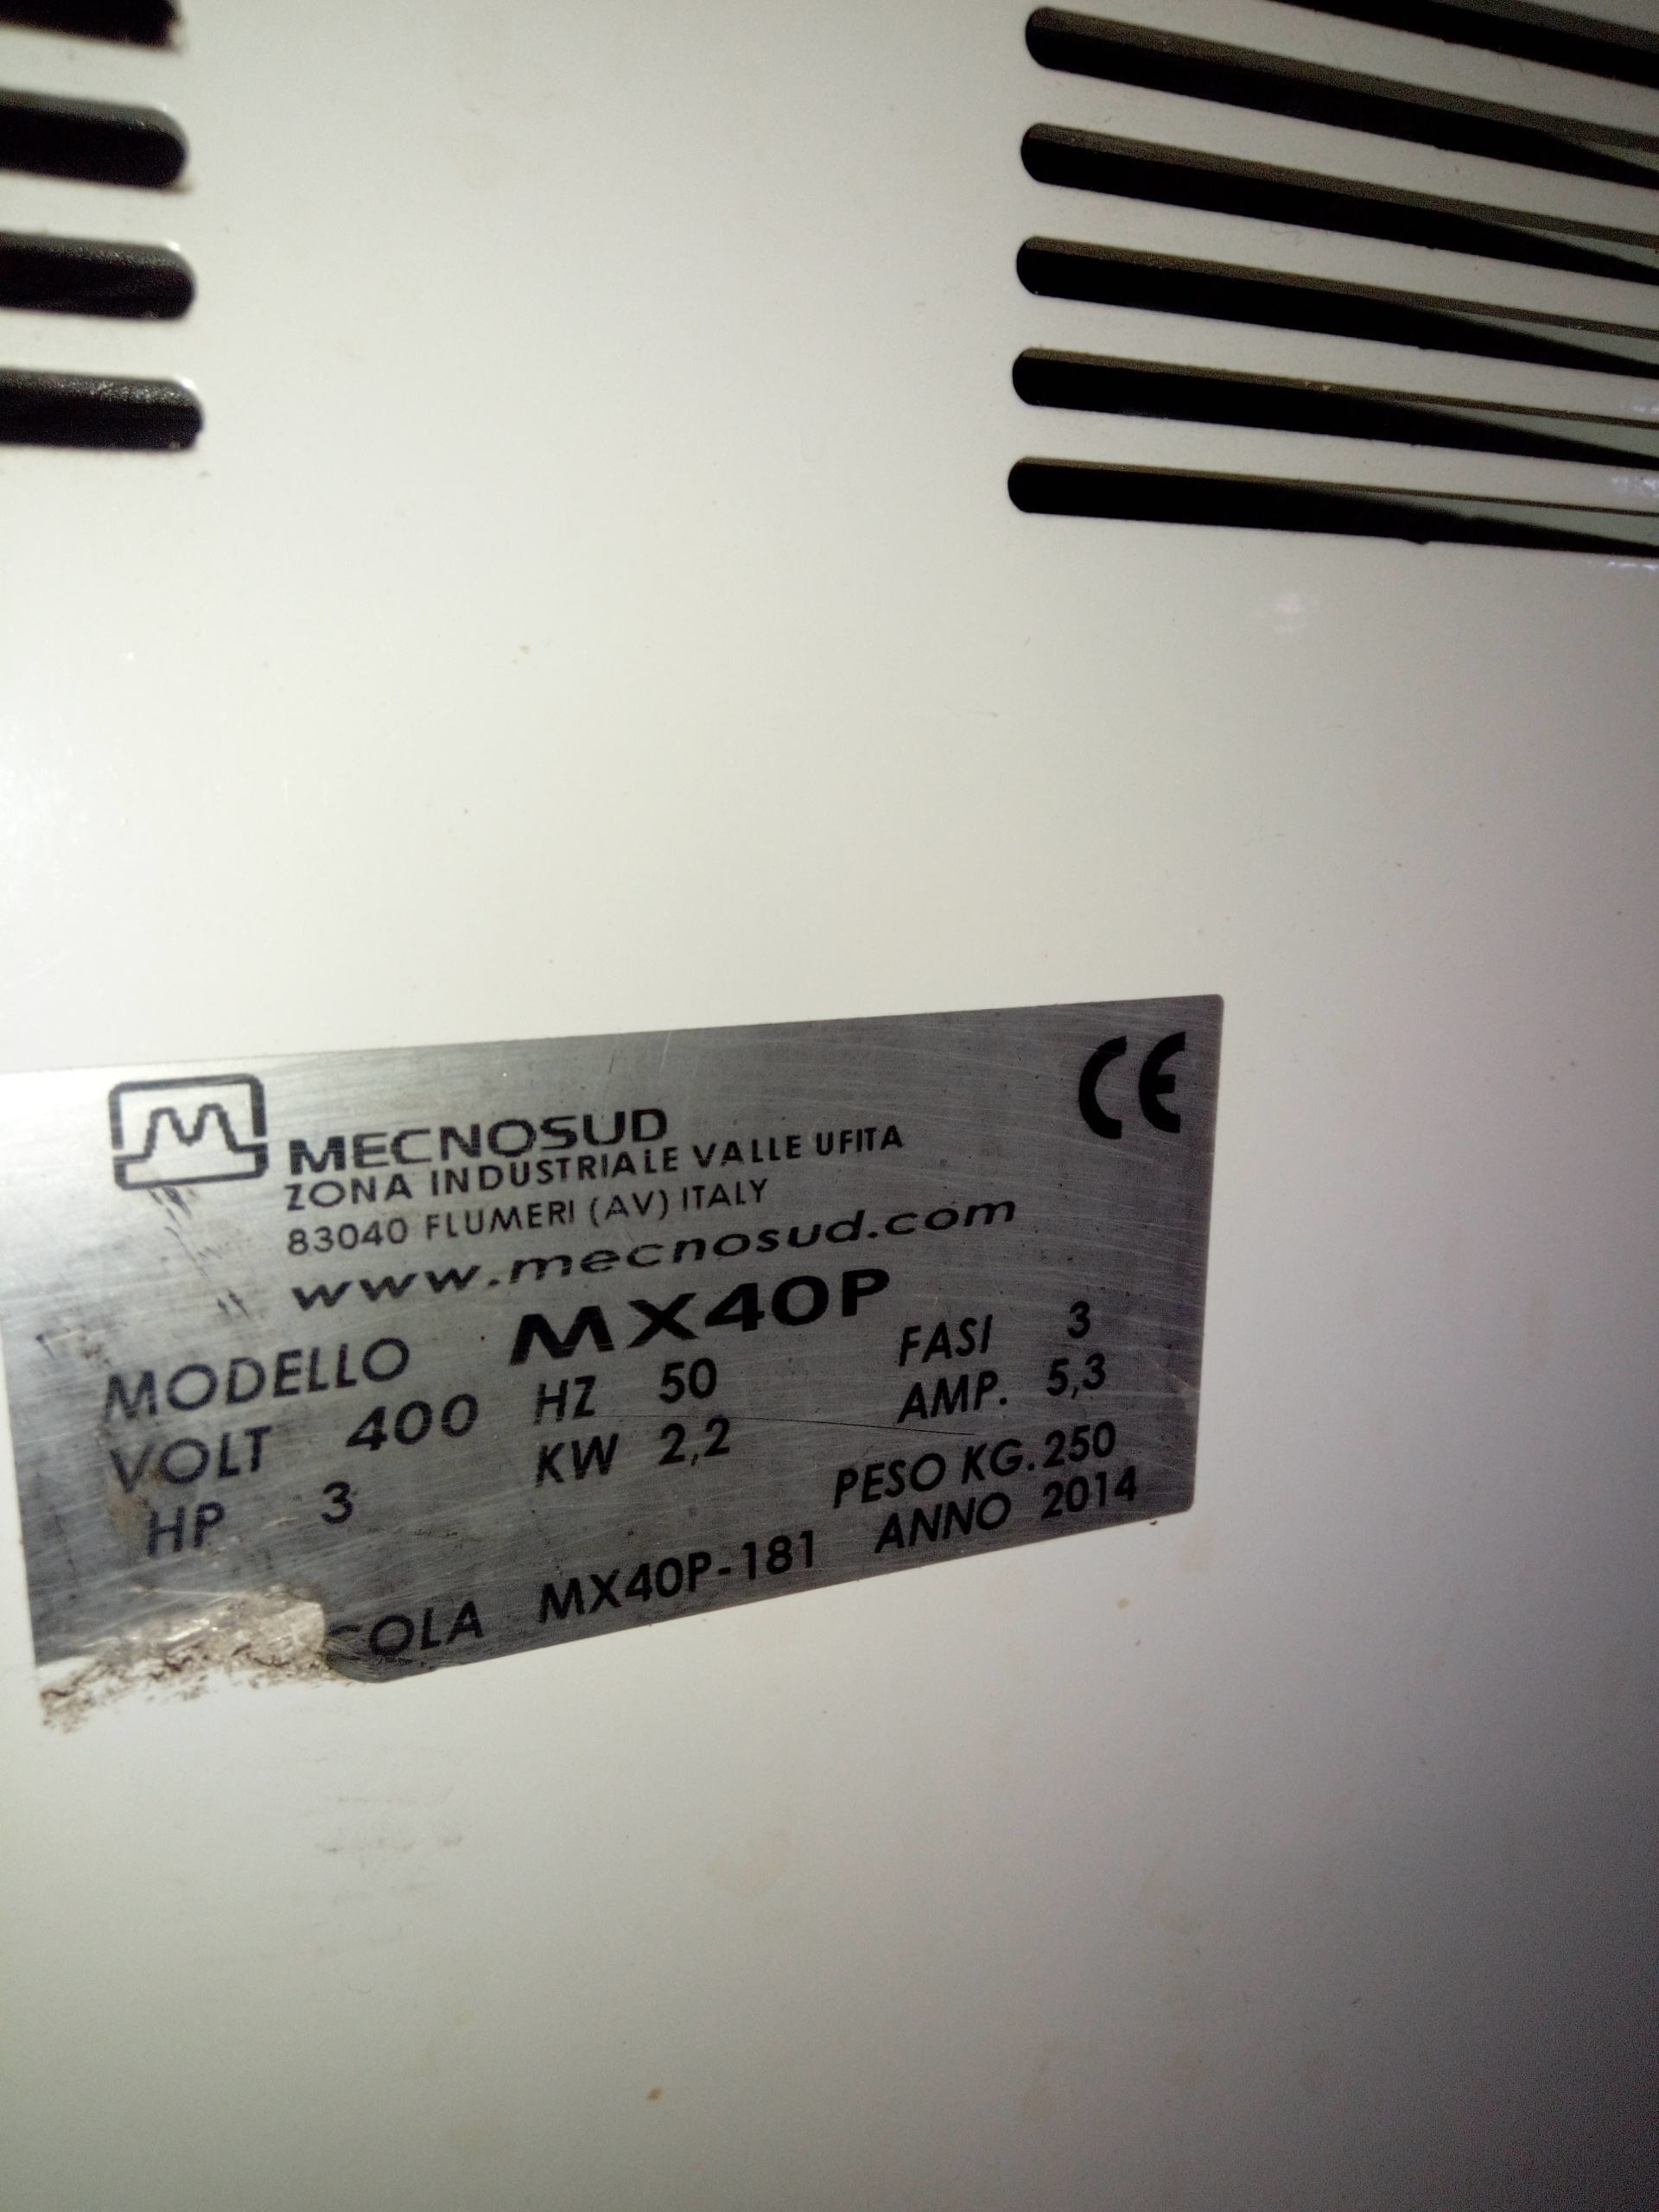 MECNOSUD
ZONA INDUSTRIALE VALLE UFITA
83040 FLUMERI (AV) ITALY
www.mecnosud.com
MODELLO MX40P
VOLT 400 HZ 50 FASI 3
HP 3 KW 2,2 AMP. 5,3
PESO KG. 250
COLA MX40P-181 ANNO 2014
CE